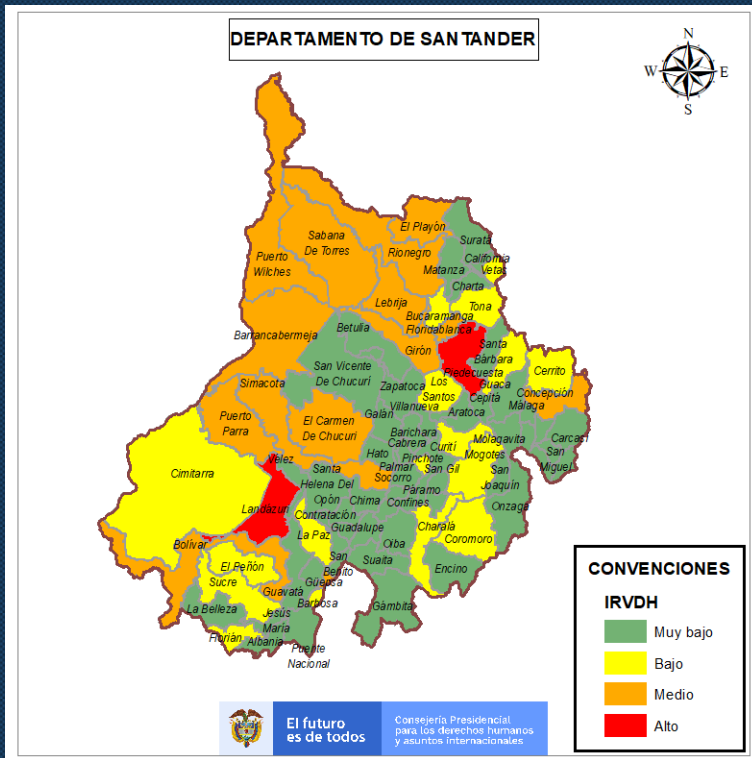 DEPARTAMENTO DE SANTANDER
N
W
E
S
El Playón
Suratá
Sabana
De Torres
Rionegro
California
Vetas
Puerto
Wilches
Matanza
Charta
Lebrija
Tona
Bucaramanga
Floridablanca
Barrancabermeja
Betulia
Girón
Santa
Bárbara
San Vicente
De Chucurí
Piedecuesta
Cerrito
Simacota
Zapatoca
Los
Santos
Guaca
Cepitá
Concepción
Villanueva
Málaga
Puerto
Parra
El Carmen
De Chucuri
Galán
Aratoca
Barichara
Cabrera
Curití
Molagavita
Carcasí
Hato
Pinchote
Mogotes
San
Miguel
Cimitarra
Vélez
Santa
Helena Del
Opón
Palmar
Socorro
San Gil
San
Joaquín
Chima
Páramo
Confines
Onzaga
Landázuri
Contratación
Guadalupe
Charalá
La Paz
Oiba
Coromoro
Bolívar
San
Benito
Suaita
El Peñón
Encino
Sucre
Güepsa
Guavatá
La Belleza
Barbosa
Gámbita
Jesús
María
Florián
Albania
Puente
Nacional
CONVENCIONES
IRVDH
Muy bajo
Bajo
Medio
Alto
El futuro
es de todos
Consejería Presidencial
para los derechos humanos
y asuntos internacionales